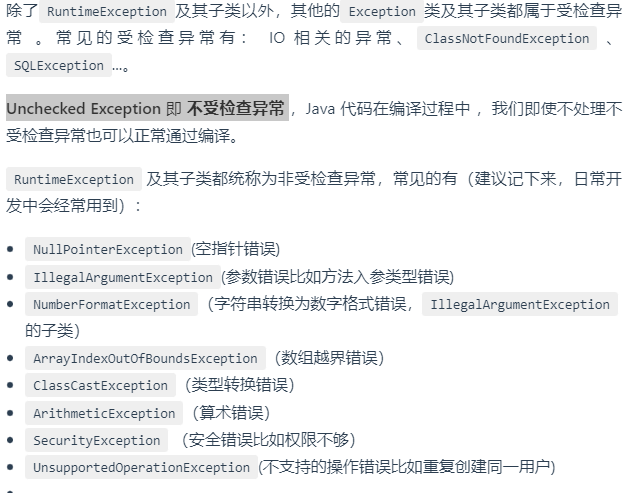 除了 RuntimeException 及其子类以外，其他的 Exception 类及其子类都属于受检查异
常 。常见的受检查异常有： IO 相关的异常、 ClassNotFoundException 、
SQLException ...。
Unchecked Exception 即 不受检查异常 ，Java 代码在编译过程中 ，我们即使不处理不
受检查异常也可以正常通过编译。
RuntimeException 及其子类都统称为非受检查异常，常见的有（建议记下来，日常开
发中会经常用到）：
• NullPointerException (空指针错误)
• IllegalArgumentException (参数错误比如方法入参类型错误)
• NumberFormatException （字符串转换为数字格式错误， IllegalArgumentException
的子类）
• ArrayIndexOutOfBoundsException （数组越界错误）
• ClassCastException （类型转换错误）
• ArithmeticException （算术错误）
• SecurityException （安全错误比如权限不够）
• UnsupportedOperationException (不支持的操作错误比如重复创建同一用户)